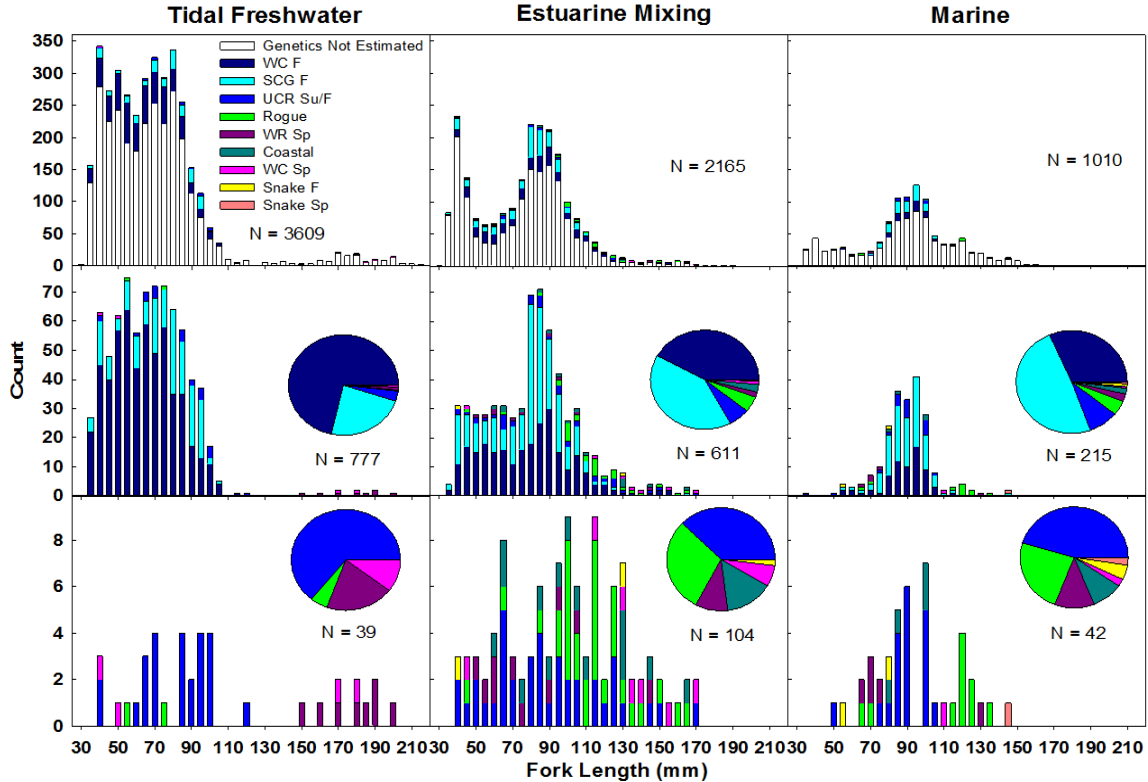 Tidal Freshwater Estuarine Mixing Marine
350
300
250
200
150
100
50
0
Genetics Not Estimated
WC F
SCG F
UCR Su/F
Rogue
WR Sp
Coastal
WC Sp
Snake F
Snake Sp
N = 3609
N = 2165
N = 1010
Count
70
60
50
40
30
20
10
0
N = 777
N = 611
N = 215
8
6
4
2
0
N = 39
N = 104
N = 42
30 50 70 90 110 130 150 170 190 210 30 50 70 90 110 130 150 170 190 210 30 50 70 90 110 130 150 170 190 210
Fork Length (mm)